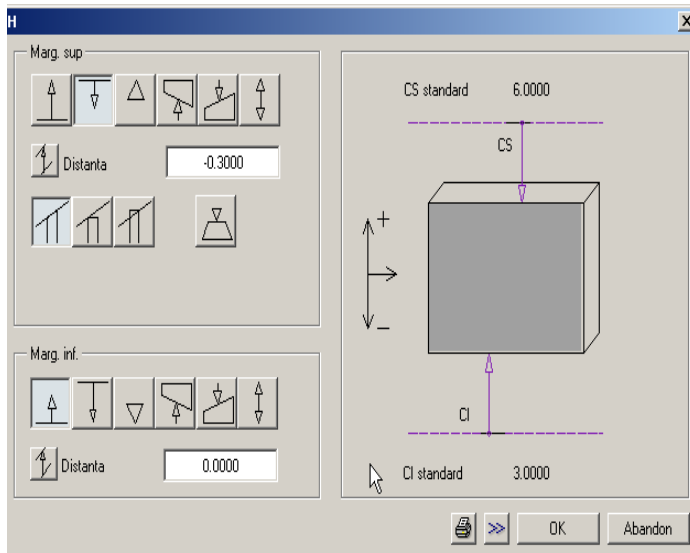 H
Marg. sup
Distanta -0.3000
Marg. inf.
Distanta 0.0000
CS standard 6.0000
CS
+
−
CI
CI standard 3.0000
>> OK Abandon